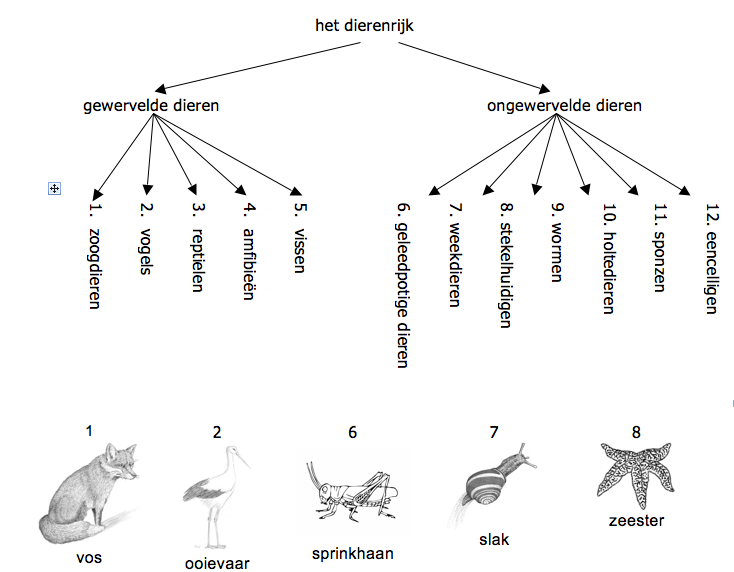 het dierenrijk
gewervelde dieren
ongewervelde dieren
1. zoogdieren
2. vogels
3. reptielen
4. amfibieën
5. vissen
6. geleedpotige dieren
7. weekdieren
8. stekelhuidigen
9. wormen
10. holtedieren
11. sponzen
12. eencelligen
1
2
6
7
8
vos
ooievaar
sprinkhaan
slak
zeester